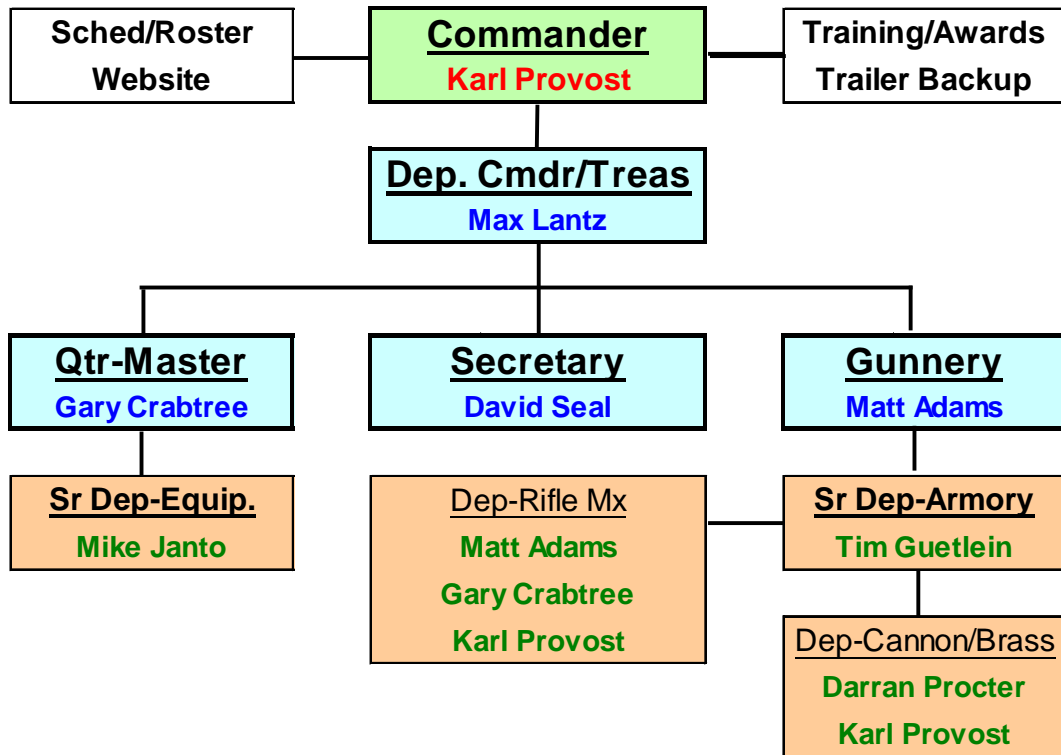 Sched/Roster
Website
Commander
Karl Provost
Training/Awards
Trailer Backup
Dep. Cmdr/Treas
Max Lantz
Qtr-Master
Gary Crabtree
Secretary
David Seal
Gunnery
Matt Adams
Sr Dep-Equip.
Mike Janto
Dep-Rifle Mx
Matt Adams
Gary Crabtree
Karl Provost
Sr Dep-Armory
Tim Guetlein
Dep-Cannon/Brass
Darran Procter
Karl Provost